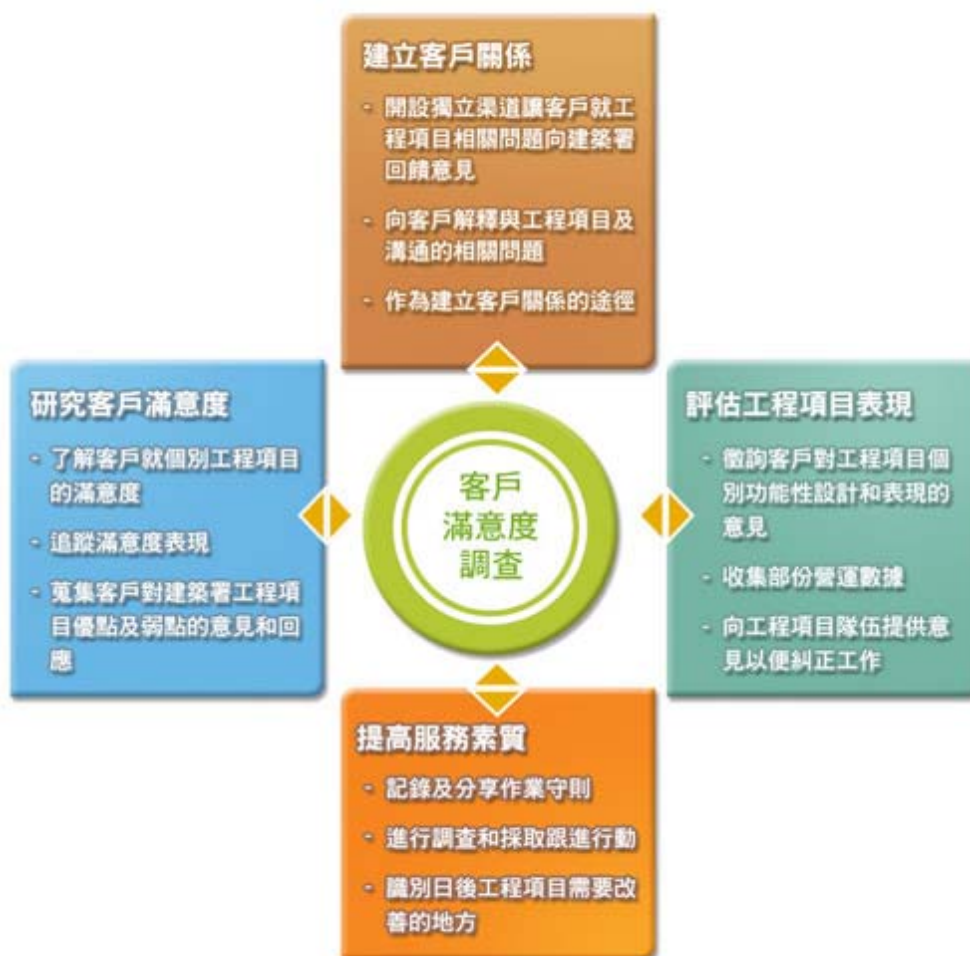 建立客戶關係
- 開設獨立渠道讓客戶就工
程項目相關問題向建築署
回饋意見
- 向客戶解釋與工程項目及
溝通的相關問題
- 作為建立客戶關係的途徑
研究客戶滿意度
- 了解客戶就個別工程項目
的滿意度
- 追蹤滿意度表現
- 蒐集客戶對建築署工程項
目優點及弱點的意見和回
應
客戶
滿意度
調查
評估工程項目表現
- 徵詢客戶對工程項目個
別功能性設計和表現的
意見
- 收集部份營運數據
- 向工程項目隊伍提供意
見以便糾正工作
提高服務素質
- 記錄及分享作業守則
- 進行調查和採取跟進行動
- 識別日後工程項目需要改
善的地方